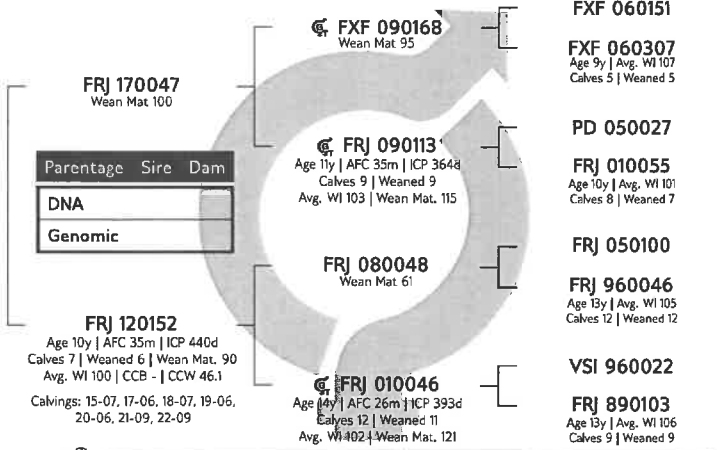 FXF 060151
FXF 090168
Wean Mat 95
FXF 060307
Age 9y | Avg. WI 107
Calves 5 | Weaned 5
FRJ 170047
Wean Mat 100
PD 050027
FRJ 090113
Age 11y | AFC 35m | ICP 364d
Calves 9 | Weaned 9
Avg. WI 103 | Wean Mat. 115
FRJ 010055
Age 10y | Avg. WI 101
Calves 8 | Weaned 7
Parentage Sire Dam
DNA
Genomic
FRJ 050100
FRJ 080048
Wean Mat 61
FRJ 960046
Age 13y | Avg. WI 105
Calves 12 | Weaned 12
FRJ 120152
Age 10y | AFC 35m | ICP 440d
Calves 7 | Weaned 6 | Wean Mat. 90
Avg. WI 100 | CCB - | CCW 46.1
Calvings: 15-07, 17-06, 18-07, 19-06,
20-06, 21-09, 22-09
VSI 960022
FRJ 010046
Age 14y | AFC 26m | ICP 393d
Calves 12 | Weaned 11
Avg. WI 102 | Wean Mat. 121
FRJ 890103
Age 13y | Avg. WI 106
Calves 9 | Weaned 9